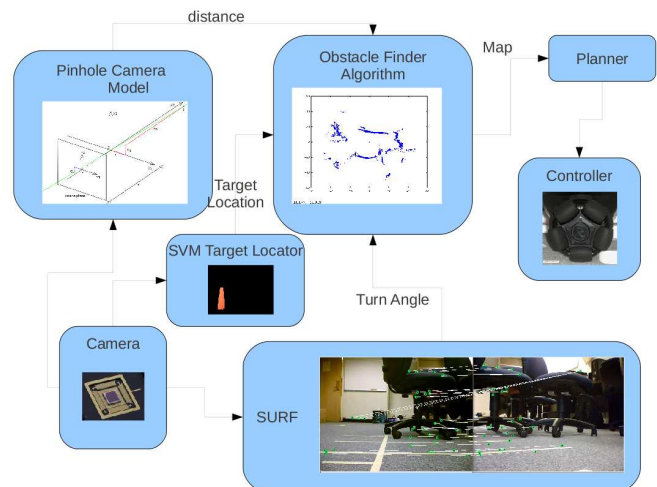 distance
Pinhole Camera
Model
Obstacle Finder
Algorithm
Map
Planner
Target
Location
Controller
SVM Target Locator
Turn Angle
Camera
SURF